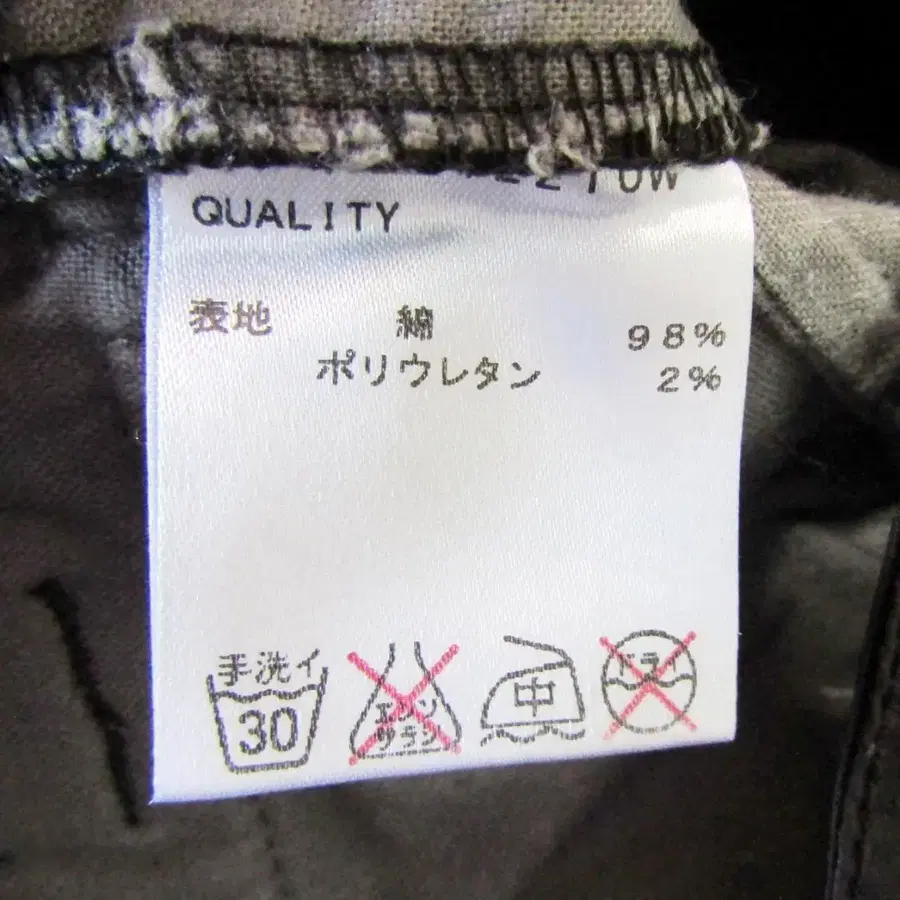 QUALITY
表地 綿 98%
ポリウレタン 2%
手洗イ
30
エンソ
サラシ
中
ドライ